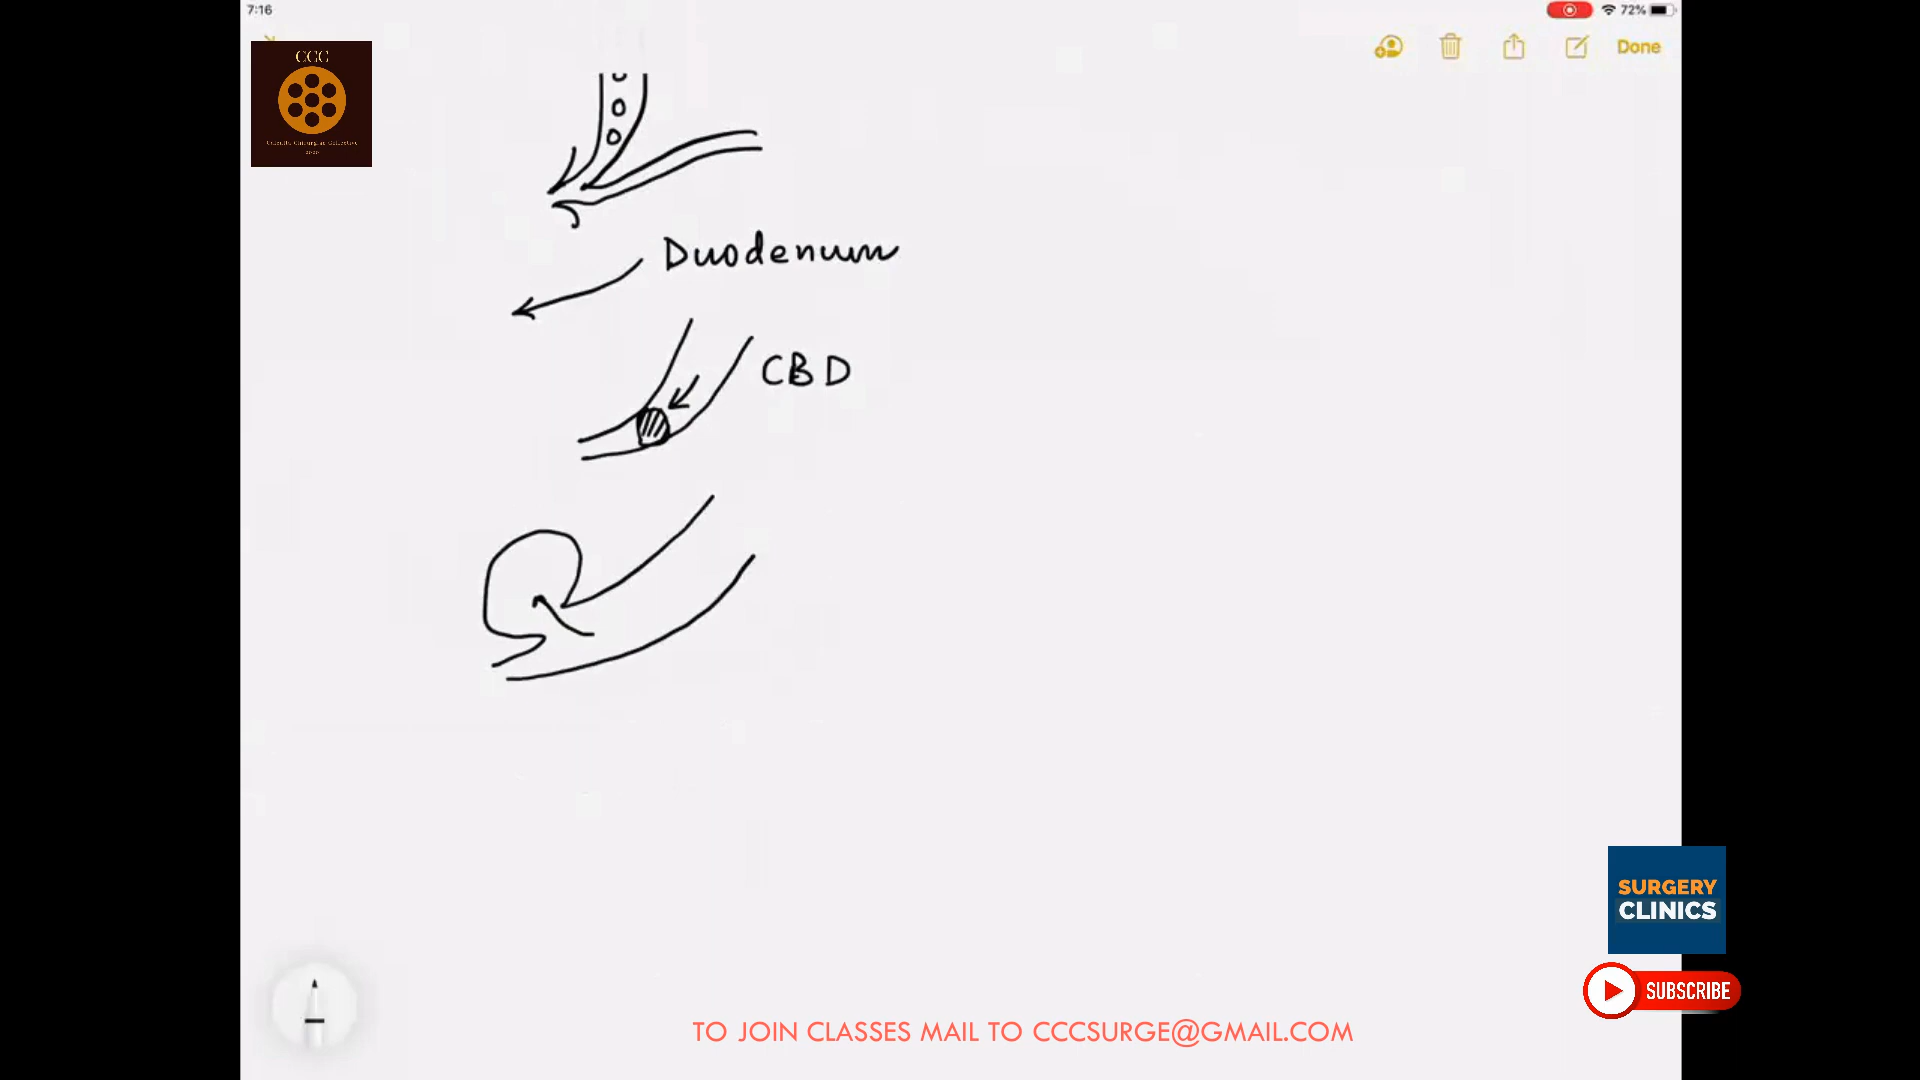 7:16
72%
CCC
Done
Duodenum
CBD
SURGERY
CLINICS
SUBSCRIBE
TO JOIN CLASSES MAIL TO CCCSURGE@GMAIL.COM